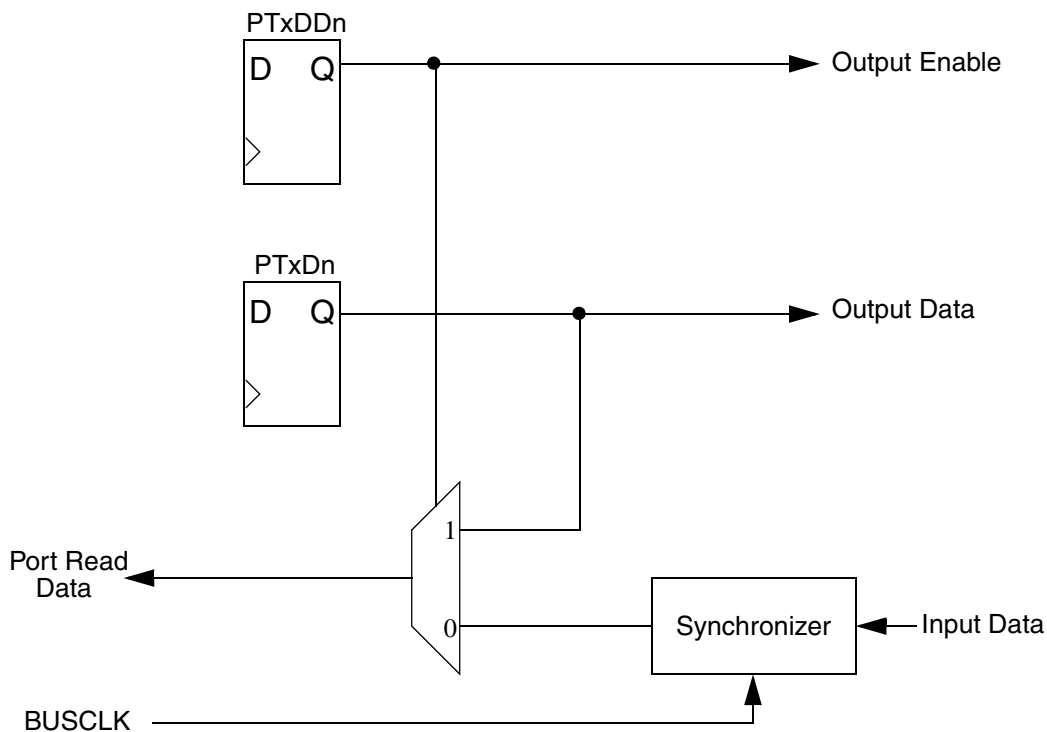 PTxDDn
D Q
Output Enable
PTxDn
D Q
Output Data
1
Port Read
Data
0
Synchronizer
Input Data
BUSCLK